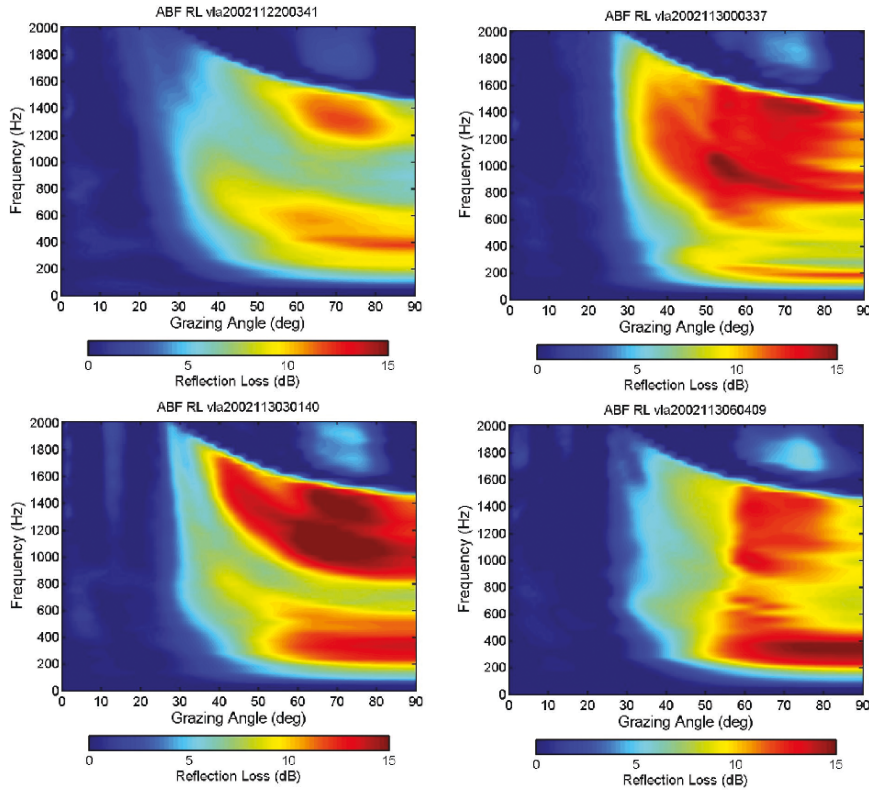 ABF RL vla2002112200341
2000
1800
1600
1400
1200
1000
800
600
400
200
0
Frequency (Hz)
0 10 20 30 40 50 60 70 80 90
Grazing Angle (deg)
0 5 10 15
Reflection Loss (dB)
ABF RL vla2002113000337
2000
1800
1600
1400
1200
1000
800
600
400
200
0
Frequency (Hz)
0 10 20 30 40 50 60 70 80 90
Grazing Angle (deg)
0 5 10 15
Reflection Loss (dB)
ABF RL vla2002113030140
2000
1800
1600
1400
1200
1000
800
600
400
200
0
Frequency (Hz)
0 10 20 30 40 50 60 70 80 90
Grazing Angle (deg)
0 5 10 15
Reflection Loss (dB)
ABF RL vla2002113060409
2000
1800
1600
1400
1200
1000
800
600
400
200
0
Frequency (Hz)
0 10 20 30 40 50 60 70 80 90
Grazing Angle (deg)
0 5 10 15
Reflection Loss (dB)